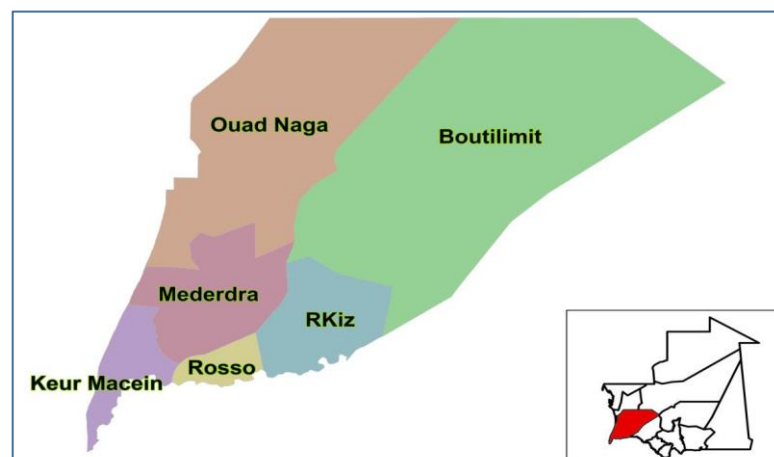 Ouad Naga
Boutilimit
Mederdra
RKiz
Rosso
Keur Macein